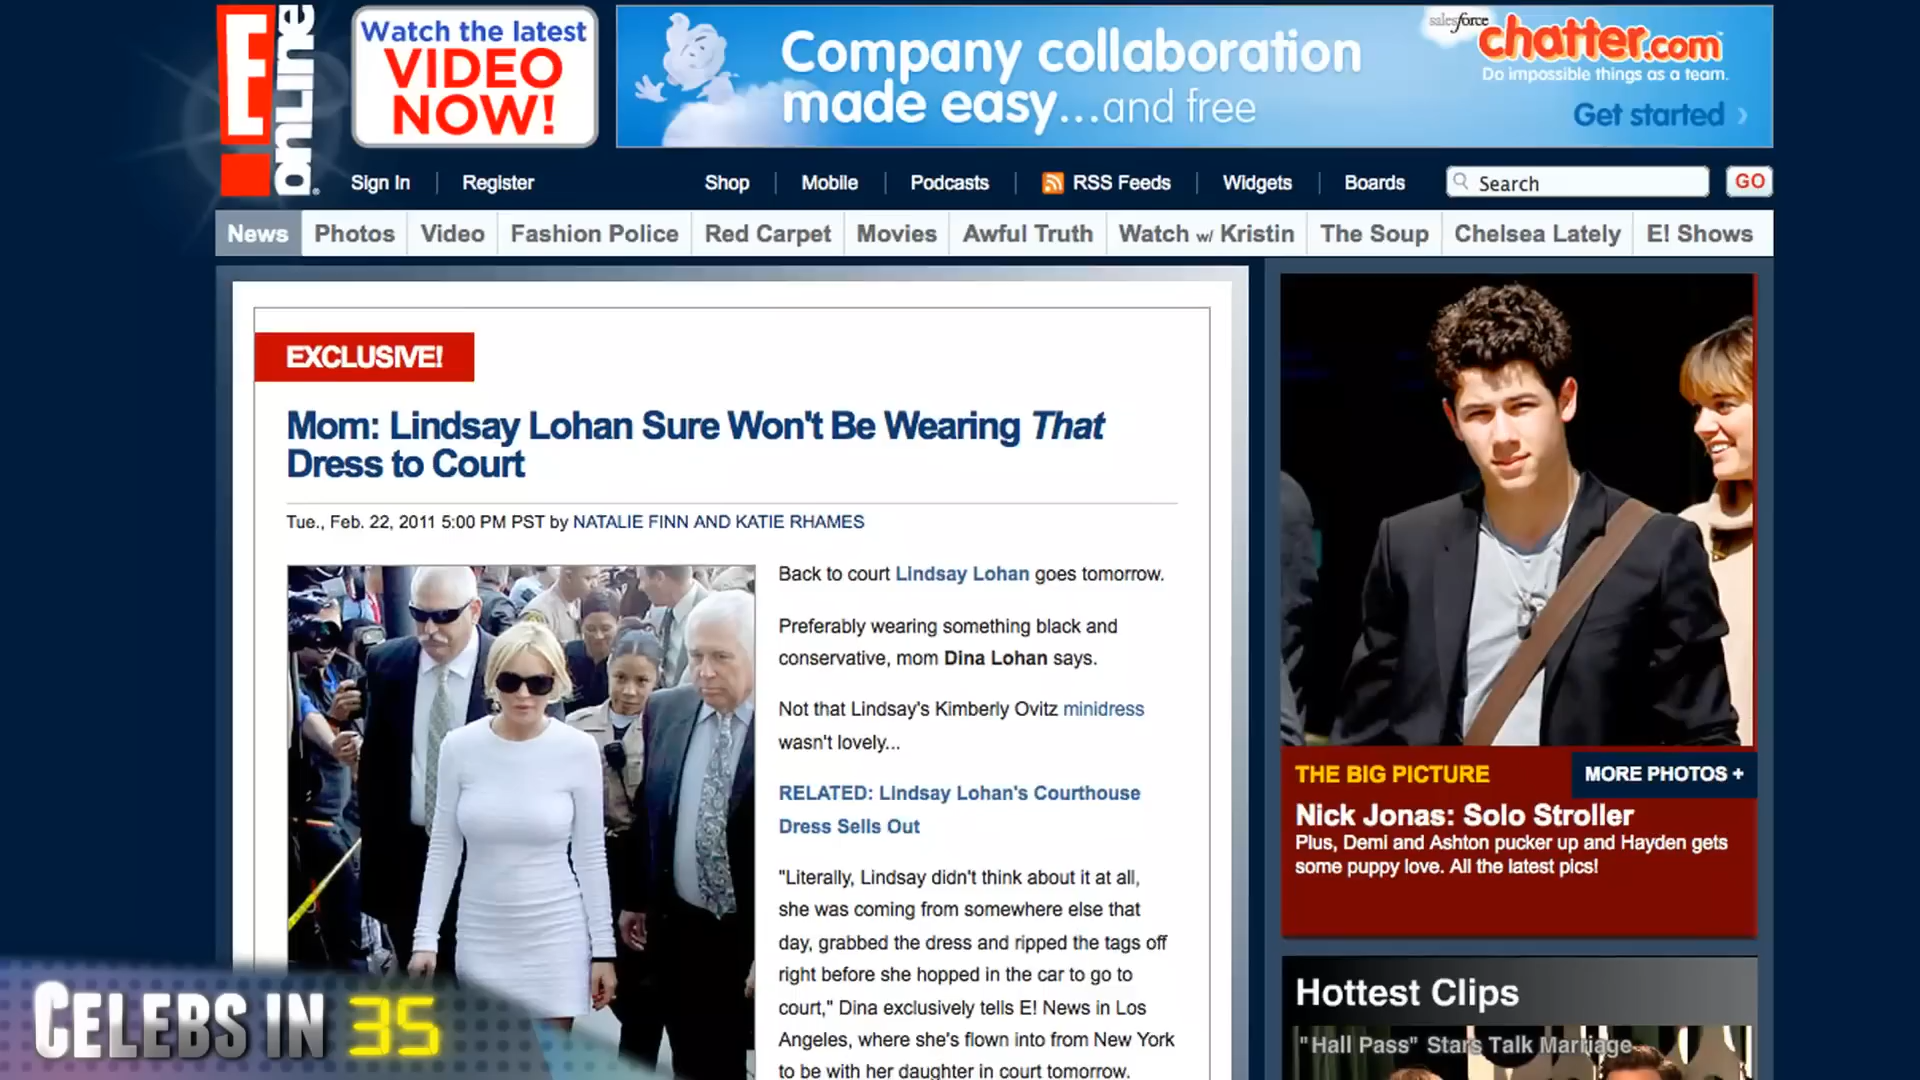 E!
onLine
Watch the latest
VIDEO
NOW!
Company collaboration
made easy...and free
salesforce
chatter.com
Do impossible things as a team.
Get started ›
Sign In
Register
Shop
Mobile
Podcasts
RSS Feeds
Widgets
Boards
Search
GO
News
Photos
Video
Fashion Police
Red Carpet
Movies
Awful Truth
Watch w/ Kristin
The Soup
Chelsea Lately
E! Shows
EXCLUSIVE!
Mom: Lindsay Lohan Sure Won't Be Wearing That
Dress to Court
Tue., Feb. 22, 2011 5:00 PM PST by NATALIE FINN AND KATIE RHAMES
Back to court Lindsay Lohan goes tomorrow.
Preferably wearing something black and
conservative, mom Dina Lohan says.
Not that Lindsay's Kimberly Ovitz minidress
wasn't lovely...
RELATED: Lindsay Lohan's Courthouse
Dress Sells Out
"Literally, Lindsay didn't think about it at all,
she was coming from somewhere else that
day, grabbed the dress and ripped the tags off
right before she hopped in the car to go to
court," Dina exclusively tells E! News in Los
Angeles, where she's flown into from New York
to be with her daughter in court tomorrow.
THE BIG PICTURE
MORE PHOTOS +
Nick Jonas: Solo Stroller
Plus, Demi and Ashton pucker up and Hayden gets
some puppy love. All the latest pics!
Hottest Clips
"Hall Pass" Stars Talk Marriage
CELEBS IN 35